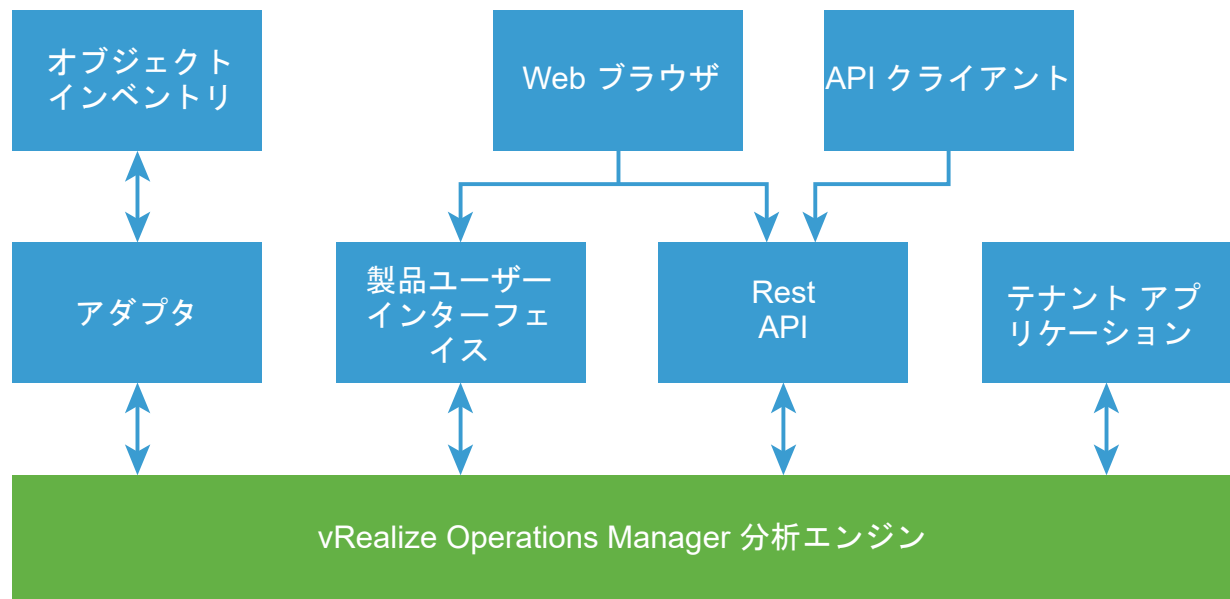 オブジェクト
インベントリ
Web ブラウザ
API クライアント
アダプタ
製品ユーザー
インターフェ
イス
Rest
API
テナント アプ
リケーション
vRealize Operations Manager 分析エンジン